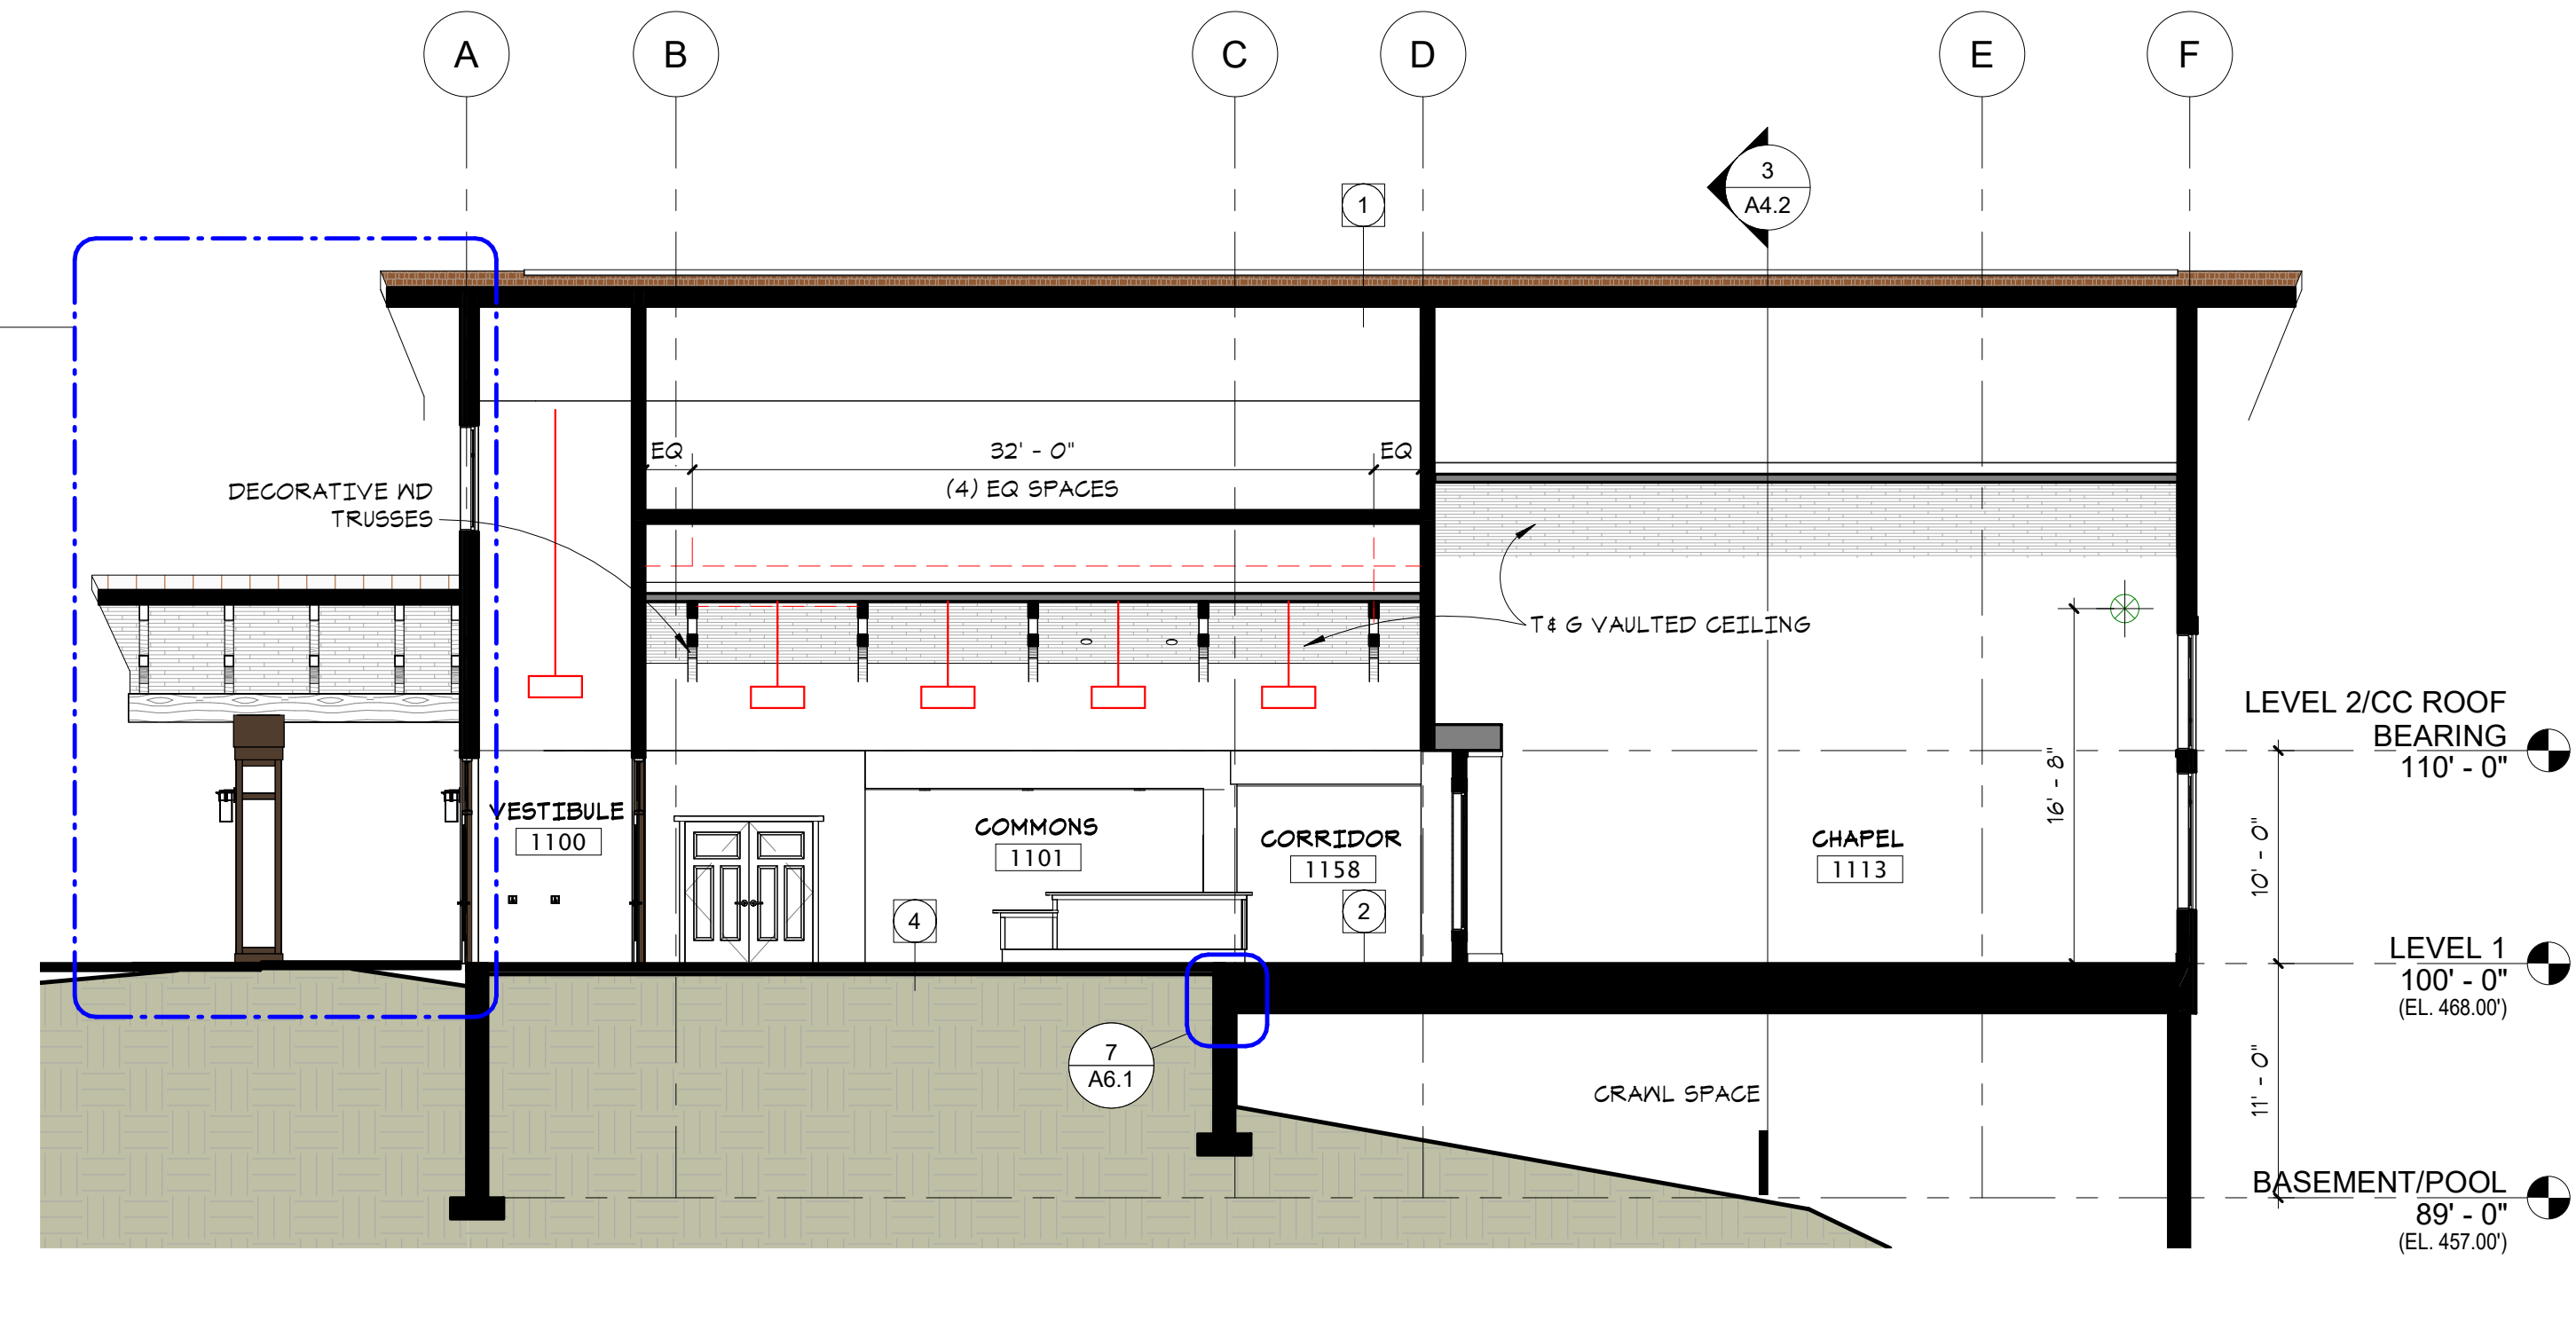 A
B
C
D
E
F
3
A4.2
1
EQ
32' - 0"
EQ
(4) EQ SPACES
DECORATIVE WD
TRUSSES
T& G VAULTED CEILING
LEVEL 2/CC ROOF
BEARING
110' - 0"
16' - 8"
10' - 0"
VESTIBULE
1100
COMMONS
1101
CORRIDOR
1158
CHAPEL
1113
4
2
LEVEL 1
100' - 0"
(EL. 468.00')
7
A6.1
11' - 0"
CRAWL SPACE
BASEMENT/POOL
89' - 0"
(EL. 457.00')